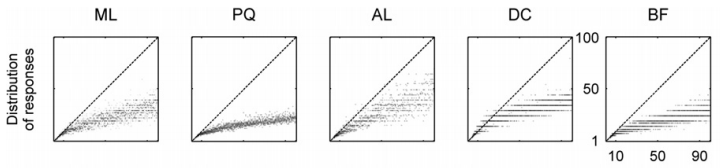 ML PQ AL DC BF
Distribution
of responses
100
50
1
10 50 90